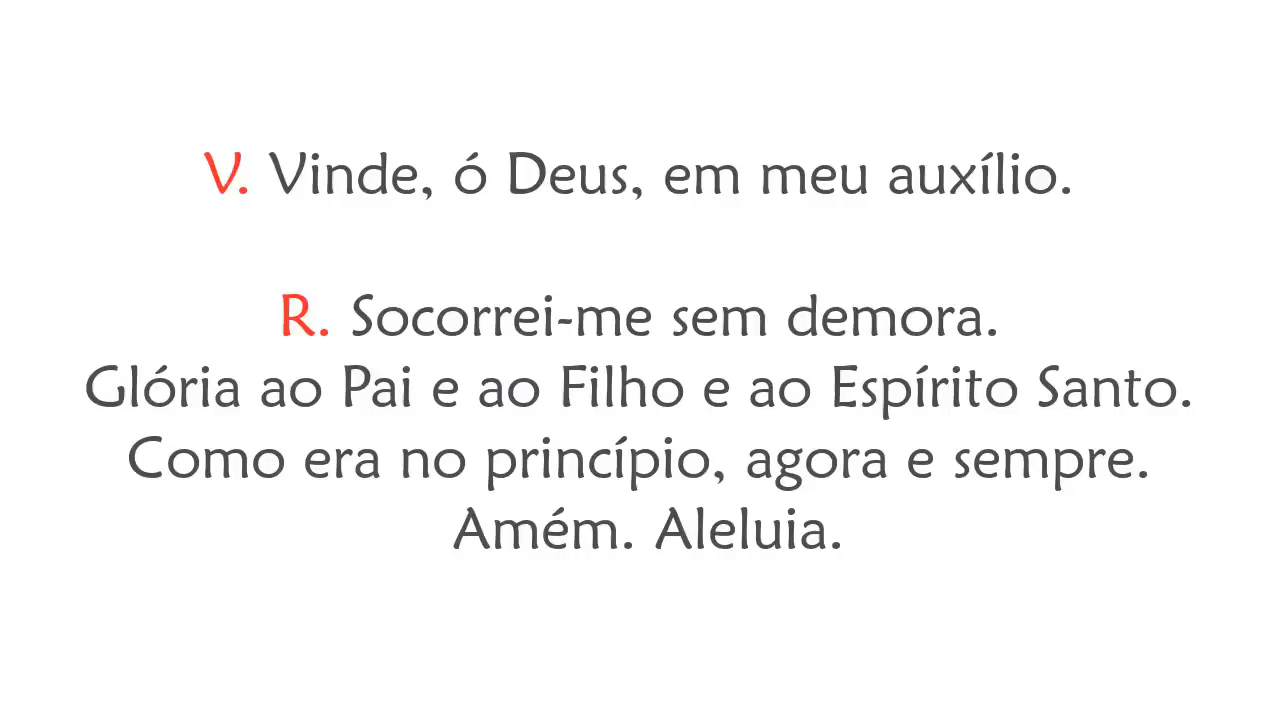 V. Vinde, ó Deus, em meu auxílio.
R. Socorrei-me sem demora.
Glória ao Pai e ao Filho e ao Espírito Santo.
Como era no princípio, agora e sempre.
Amém. Aleluia.